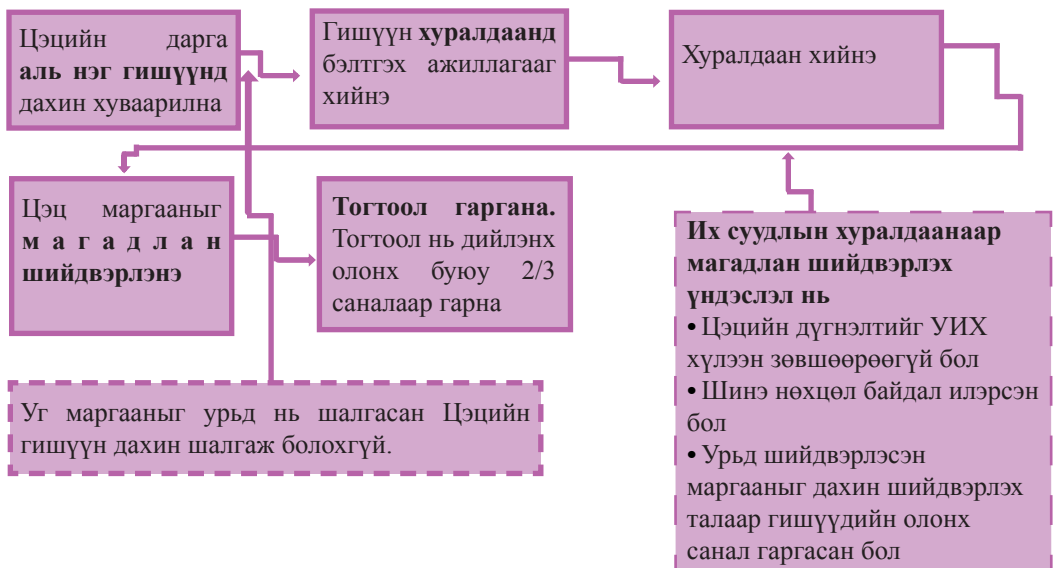 Цэцийн дарга
аль нэг гишүүнд
дахин хуваарилна
Гишүүн хуралдаанд
бэлтгэх ажиллагааг
хийнэ
Хуралдаан хийнэ
Цэц маргааныг
магадлан
шийдвэрлэнэ
Тогтоол гаргана.
Тогтоол нь дийлэнх
олонх буюу 2/3
саналаар гарна
Их суудлын хуралдаанаар
магадлан шийдвэрлэх
үндэслэл нь
• Цэцийн дүгнэлтийг УИХ
хүлээн зөвшөөрөөгүй бол
• Шинэ нөхцөл байдал илэрсэн
бол
• Урьд шийдвэрлэсэн
маргааныг дахин шийдвэрлэх
талаар гишүүдийн олонх
санал гаргасан бол
Уг маргааныг урьд нь шалгасан Цэцийн
гишүүн дахин шалгаж болохгүй.